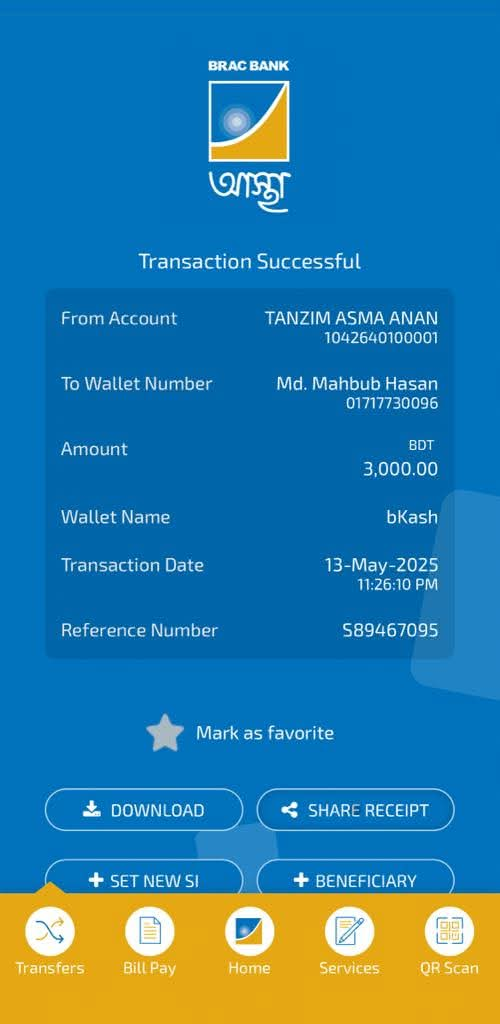 BRAC BANK
আস্থা
Transaction Successful
From Account TANZIM ASMA ANAN
1042640100001
To Wallet Number Md. Mahbub Hasan
01717730096
Amount BDT
3,000.00
Wallet Name bKash
Transaction Date 13-May-2025
11:26:10 PM
Reference Number S89467095
Mark as favorite
DOWNLOAD SHARE RECEIPT
SET NEW SI BENEFICIARY
Transfers Bill Pay Home Services QR Scan